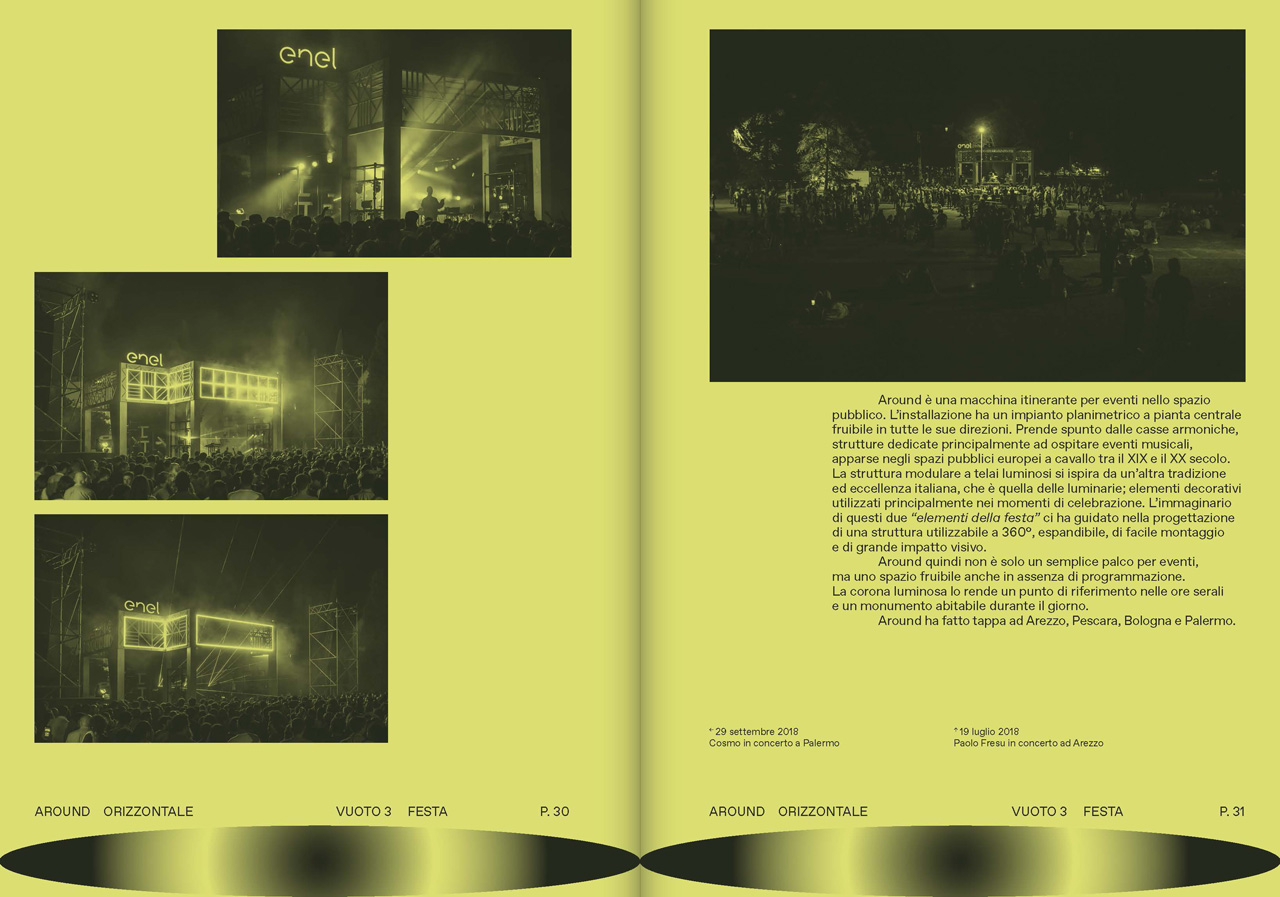 enel
enel
enel
AROUND ORIZZONTALE VUOTO 3 FESTA P. 30
enel
Around è una macchina itinerante per eventi nello spazio
pubblico. L'installazione ha un impianto planimetrico a pianta centrale
fruibile in tutte le sue direzioni. Prende spunto dalle casse armoniche,
strutture dedicate principalmente ad ospitare eventi musicali,
apparse negli spazi pubblici europei a cavallo tra il XIX e il XX secolo.
La struttura modulare a telai luminosi si ispira da un'altra tradizione
ed eccellenza italiana, che è quella delle luminarie; elementi decorativi
utilizzati principalmente nei momenti di celebrazione. L'immaginario
di questi due "elementi della festa" ci ha guidato nella progettazione
di una struttura utilizzabile a 360°, espandibile, di facile montaggio
e di grande impatto visivo.
Around quindi non è solo un semplice palco per eventi,
ma uno spazio fruibile anche in assenza di programmazione.
La corona luminosa lo rende un punto di riferimento nelle ore serali
e un monumento abitabile durante il giorno.
Around ha fatto tappa ad Arezzo, Pescara, Bologna e Palermo.
← 29 settembre 2018
Cosmo in concerto a Palermo
↑ 19 luglio 2018
Paolo Fresu in concerto ad Arezzo
AROUND ORIZZONTALE VUOTO 3 FESTA P. 31